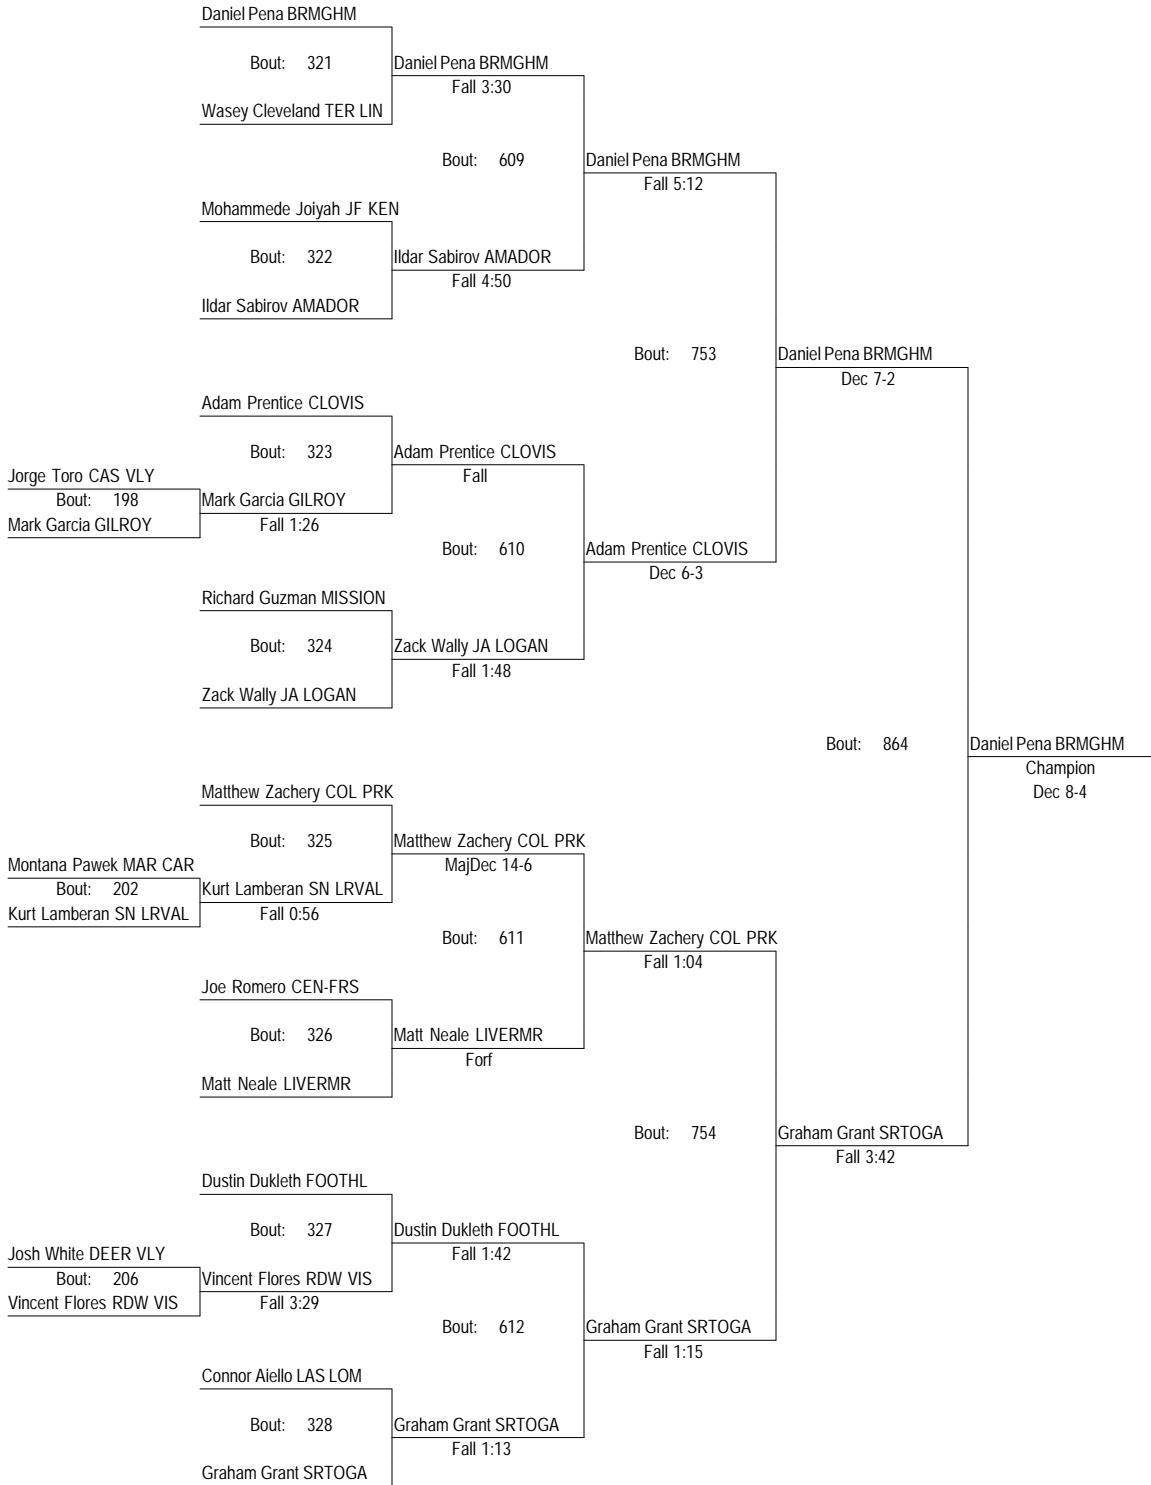 Daniel Pena BRMGHM
Bout: 321
Daniel Pena BRMGHM
Fall 3:30
Wasey Cleveland TER LIN
Bout: 609
Daniel Pena BRMGHM
Fall 5:12
Mohammede Joiyah JF KEN
Bout: 322
Ildar Sabirov AMADOR
Fall 4:50
Ildar Sabirov AMADOR
Bout: 753
Daniel Pena BRMGHM
Dec 7-2
Adam Prentice CLOVIS
Bout: 323
Adam Prentice CLOVIS
Fall
Jorge Toro CAS VLY
Bout: 198
Mark Garcia GILROY
Mark Garcia GILROY
Fall 1:26
Bout: 610
Adam Prentice CLOVIS
Dec 6-3
Richard Guzman MISSION
Bout: 324
Zack Wally JA LOGAN
Fall 1:48
Zack Wally JA LOGAN
Bout: 864
Daniel Pena BRMGHM
Champion
Dec 8-4
Matthew Zachery COL PRK
Bout: 325
Matthew Zachery COL PRK
MajDec 14-6
Montana Pawek MAR CAR
Bout: 202
Kurt Lamberan SN LRVAL
Kurt Lamberan SN LRVAL
Fall 0:56
Bout: 611
Matthew Zachery COL PRK
Fall 1:04
Joe Romero CEN-FRS
Bout: 326
Matt Neale LIVERMR
Forf
Matt Neale LIVERMR
Bout: 754
Graham Grant SRTOGA
Fall 3:42
Dustin Dukleth FOOTHL
Bout: 327
Dustin Dukleth FOOTHL
Fall 1:42
Josh White DEER VLY
Bout: 206
Vincent Flores RDW VIS
Vincent Flores RDW VIS
Fall 3:29
Bout: 612
Graham Grant SRTOGA
Fall 1:15
Connor Aiello LAS LOM
Bout: 328
Graham Grant SRTOGA
Fall 1:13
Graham Grant SRTOGA